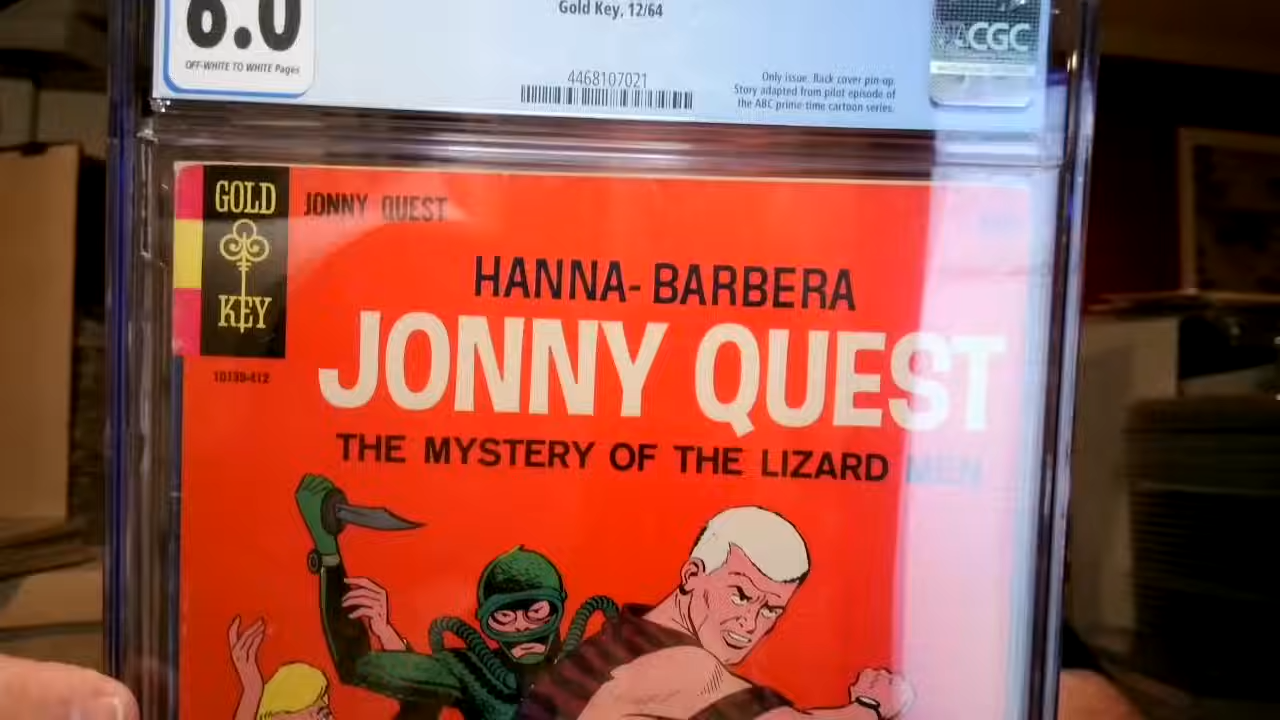 Gold Key, 12/64
6.0
OFF-WHITE TO WHITE Pages
4468107021
Only issue. Back cover pin-up.
Story adapted from pilot episode of
the ABC prime-time cartoon series.
CGC
GOLD
KEY
JONNY QUEST
10139-412
HANNA-BARBERA
JONNY QUEST
THE MYSTERY OF THE LIZARD MEN